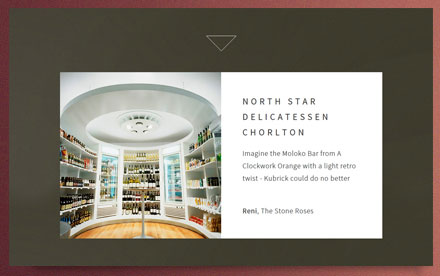 NORTH STAR
DELICATESSEN
CHORLTON
Imagine the Moloko Bar from A
Clockwork Orange with a light retro
twist - Kubrick could do no better
Reni, The Stone Roses